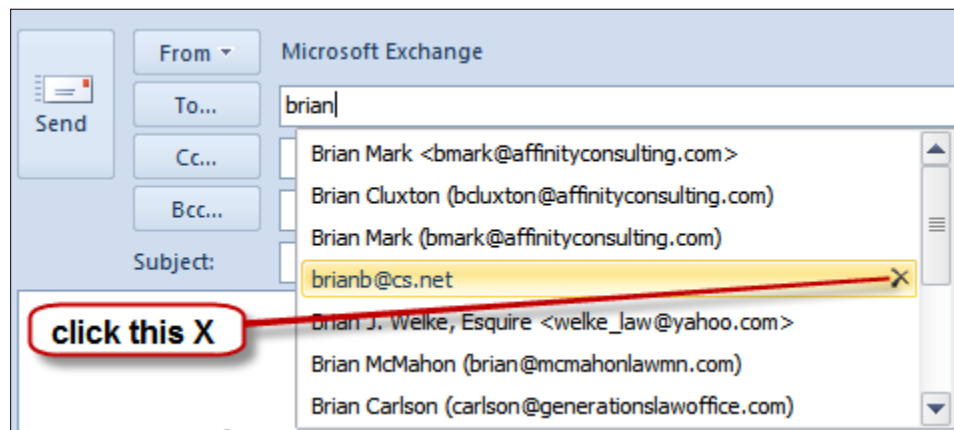 From
Microsoft Exchange
Send
To...
brian
Cc...
Bcc...
Subject:
Brian Mark <bmark@affinityconsulting.com>
Brian Cluxton (bcluxton@affinityconsulting.com)
Brian Mark (bmark@affinityconsulting.com)
brianb@cs.net
click this X
Brian J. Welke, Esquire <welke_law@yahoo.com>
Brian McMahon (brian@mcmahonlawmn.com)
Brian Carlson (carlson@generationslawoffice.com)